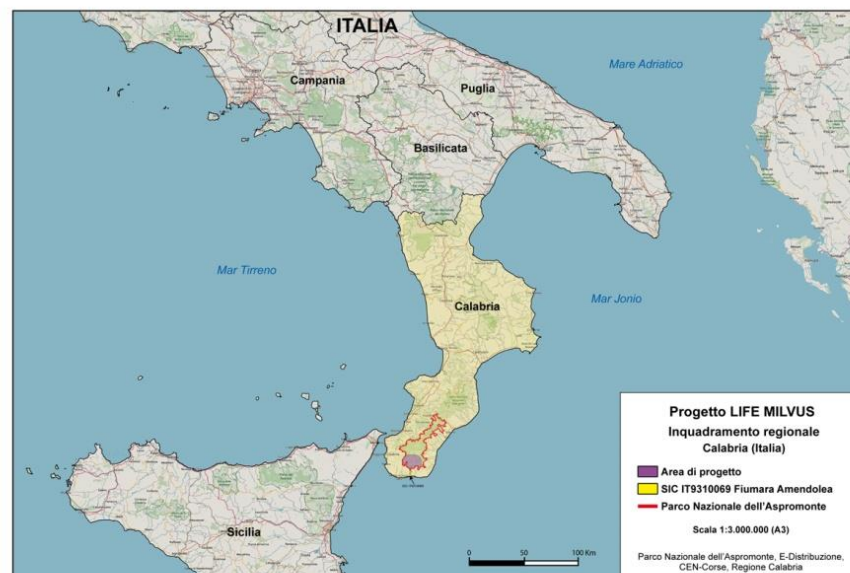 ITALIA
Campania
Puglia
Mare Adriatico
Basilicata
Mar Tirreno
Mar Jonio
Calabria
Sicilia
Progetto LIFE MILVUS
Inquadramento regionale
Calabria (Italia)
Area di progetto
SIC IT9310069 Fiumara Amendolea
Parco Nazionale dell'Aspromonte
Scala 1:3.000.000 (A3)
Parco Nazionale dell'Aspromonte, E-Distribuzione,
CEN-Corse, Regione Calabria
0 50 100 Km